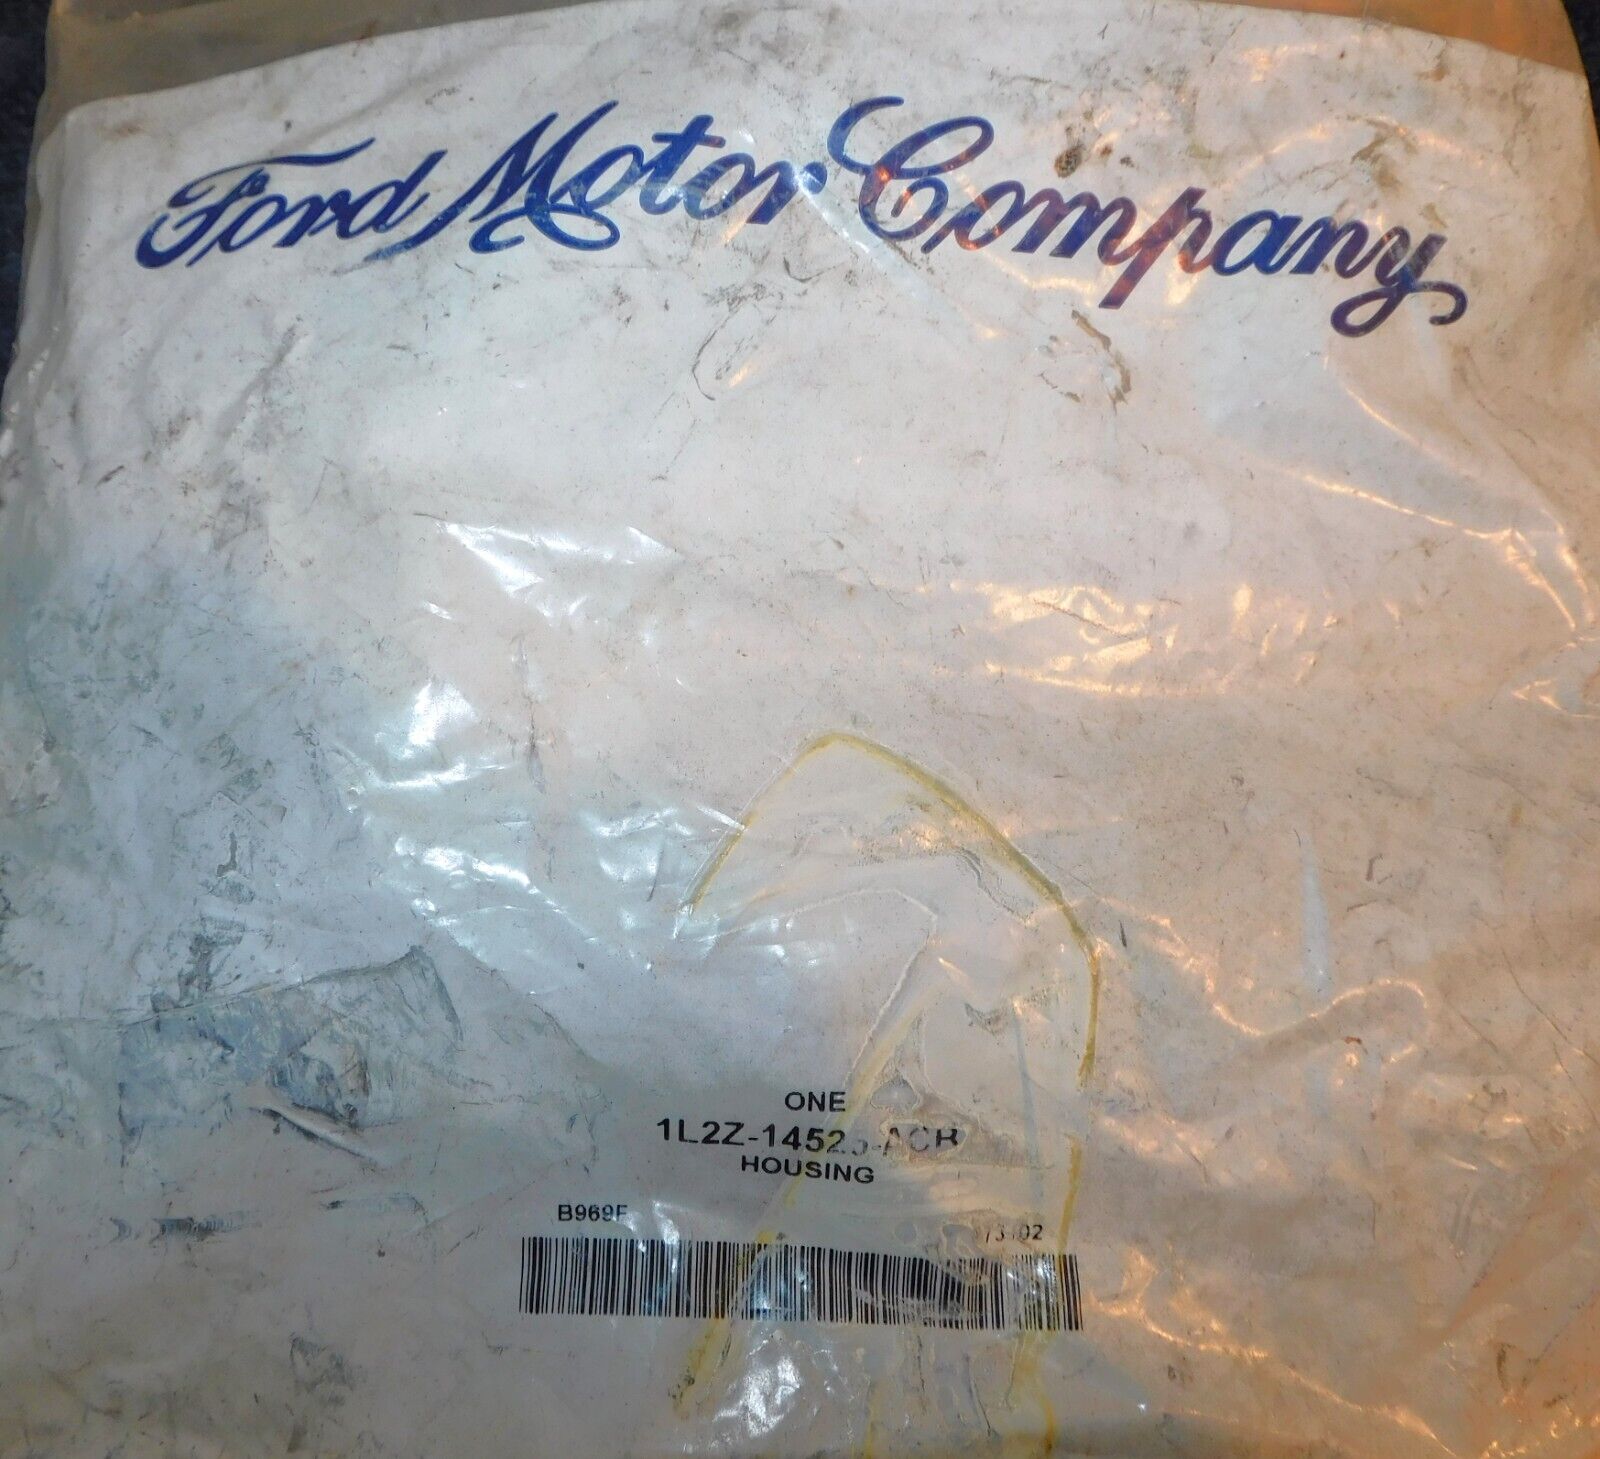 Ford Motor Company
ONE
HOUSING
B969F